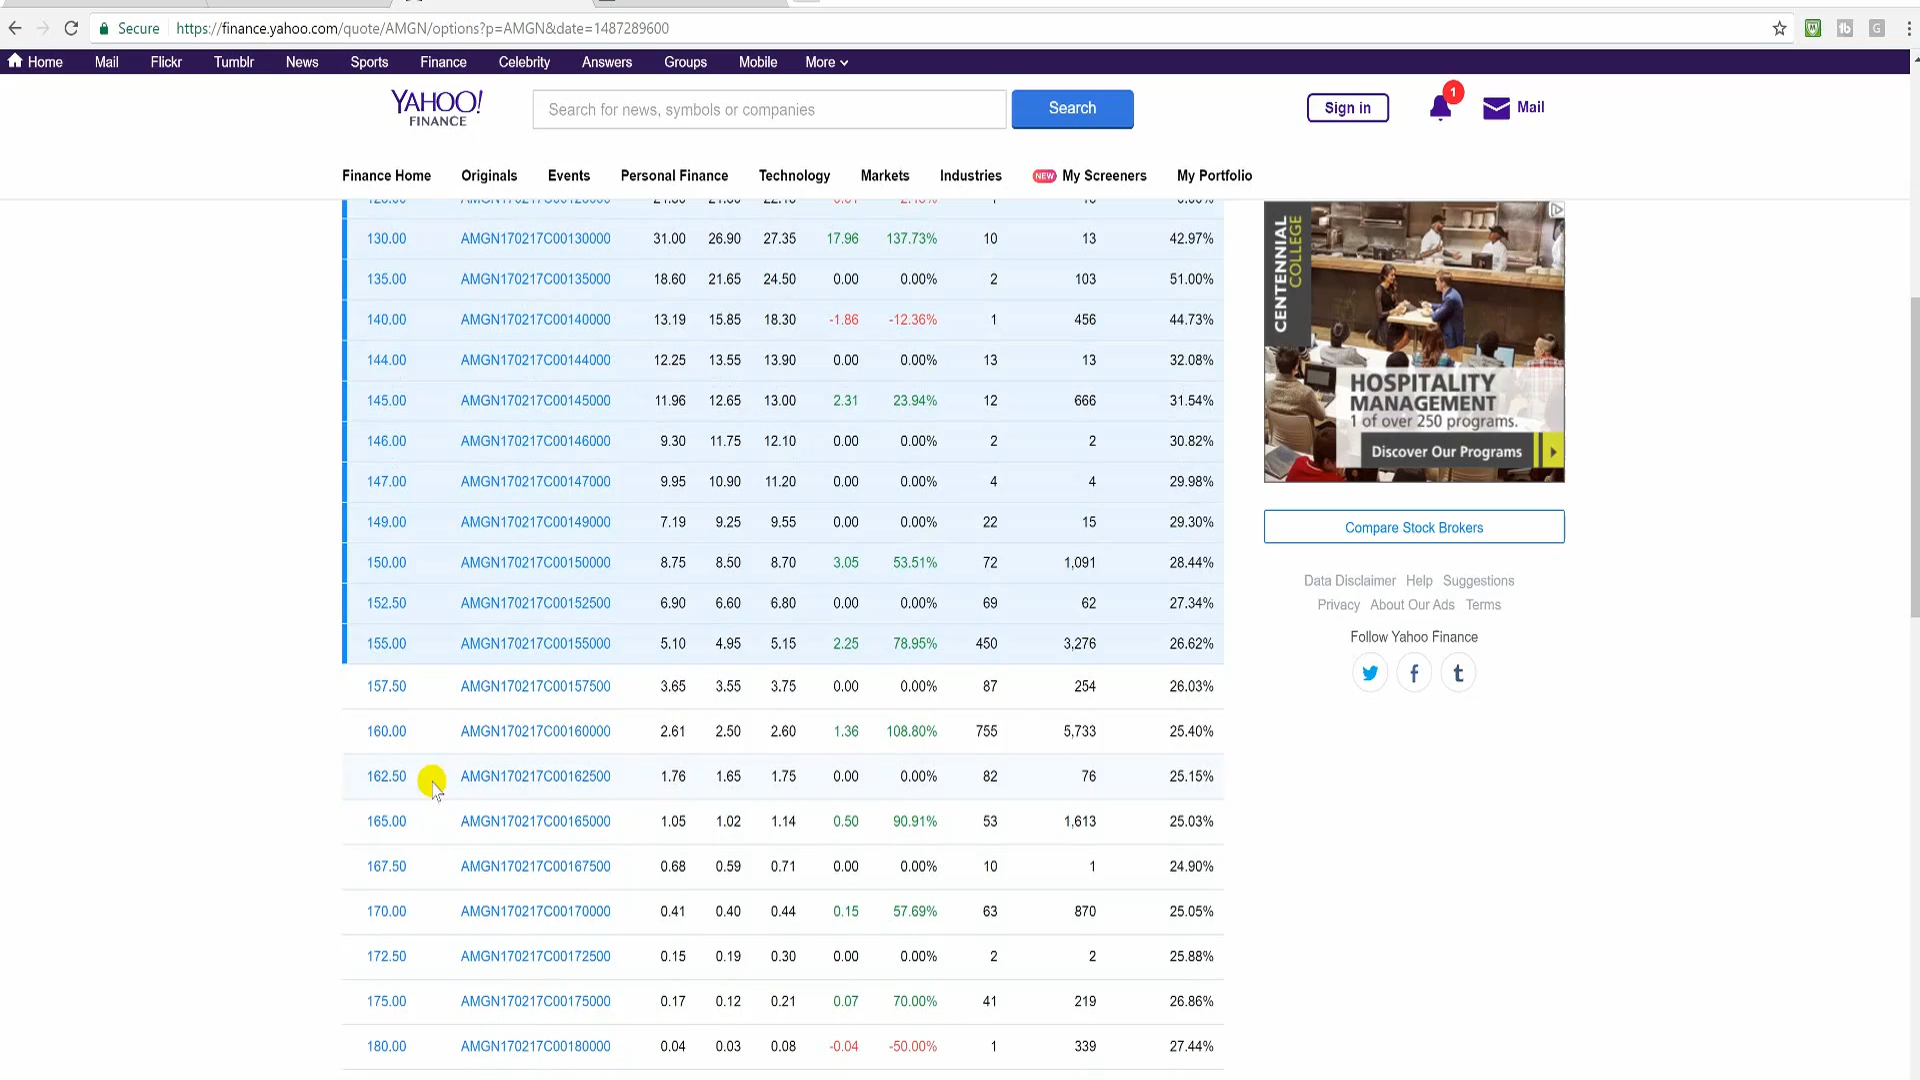 Secure https://finance.yahoo.com/quote/AMGN/options?p=AMGN&date=1487289600
Home Mail Flickr Tumblr News Sports Finance Celebrity Answers Groups Mobile More
YAHOO!
FINANCE
Search for news, symbols or companies
Search
Sign in
1
Mail
Finance Home Originals Events Personal Finance Technology Markets Industries NEW My Screeners My Portfolio
130.00 AMGN170217C00130000 31.00 26.90 27.35 17.96 137.73% 10 13 42.97%
135.00 AMGN170217C00135000 18.60 21.65 24.50 0.00 0.00% 2 103 51.00%
140.00 AMGN170217C00140000 13.19 15.85 18.30 -1.86 -12.36% 1 456 44.73%
144.00 AMGN170217C00144000 12.25 13.55 13.90 0.00 0.00% 13 13 32.08%
145.00 AMGN170217C00145000 11.96 12.65 13.00 2.31 23.94% 12 666 31.54%
146.00 AMGN170217C00146000 9.30 11.75 12.10 0.00 0.00% 2 2 30.82%
147.00 AMGN170217C00147000 9.95 10.90 11.20 0.00 0.00% 4 4 29.98%
149.00 AMGN170217C00149000 7.19 9.25 9.55 0.00 0.00% 22 15 29.30%
150.00 AMGN170217C00150000 8.75 8.50 8.70 3.05 53.51% 72 1,091 28.44%
152.50 AMGN170217C00152500 6.90 6.60 6.80 0.00 0.00% 69 62 27.34%
155.00 AMGN170217C00155000 5.10 4.95 5.15 2.25 78.95% 450 3,276 26.62%
157.50 AMGN170217C00157500 3.65 3.55 3.75 0.00 0.00% 87 254 26.03%
160.00 AMGN170217C00160000 2.61 2.50 2.60 1.36 108.80% 755 5,733 25.40%
162.50 AMGN170217C00162500 1.76 1.65 1.75 0.00 0.00% 82 76 25.15%
165.00 AMGN170217C00165000 1.05 1.02 1.14 0.50 90.91% 53 1,613 25.03%
167.50 AMGN170217C00167500 0.68 0.59 0.71 0.00 0.00% 10 1 24.90%
170.00 AMGN170217C00170000 0.41 0.40 0.44 0.15 57.69% 63 870 25.05%
172.50 AMGN170217C00172500 0.15 0.19 0.30 0.00 0.00% 2 2 25.88%
175.00 AMGN170217C00175000 0.17 0.12 0.21 0.07 70.00% 41 219 26.86%
180.00 AMGN170217C00180000 0.04 0.03 0.08 -0.04 -50.00% 1 339 27.44%
CENTENNIAL
COLLEGE
HOSPITALITY
MANAGEMENT
1 of over 250 programs.
Discover Our Programs
Compare Stock Brokers
Data Disclaimer Help Suggestions
Privacy About Our Ads Terms
Follow Yahoo Finance